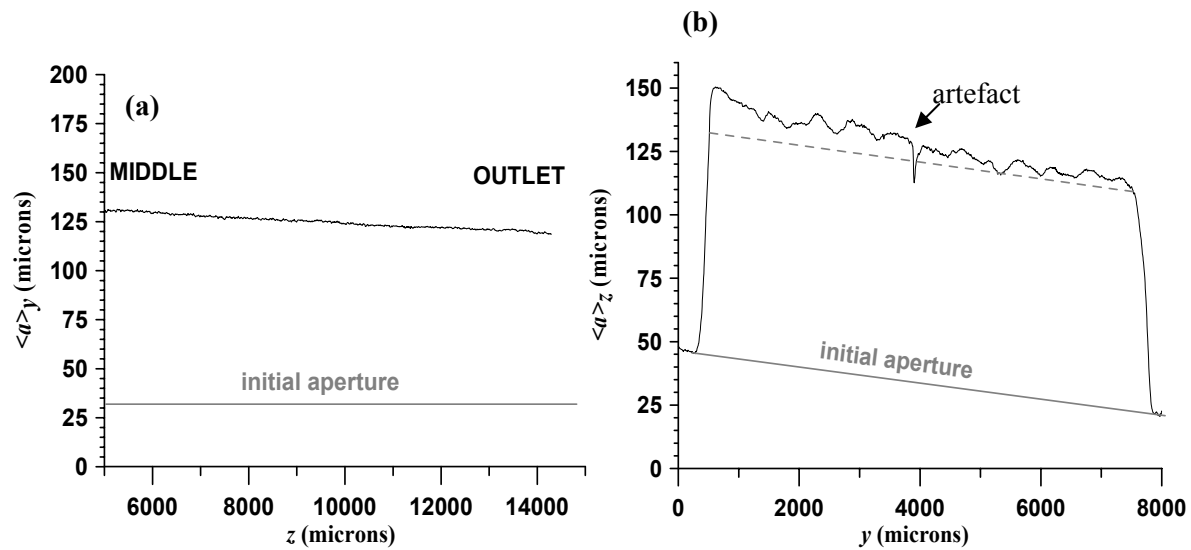 (a)
200
175
150
125
100
75
50
25
0
<a>y (microns)
MIDDLE
OUTLET
initial aperture
6000 8000 10000 12000 14000
z (microns)
(b)
150
125
100
75
50
25
0
<a>z (microns)
artefact
initial aperture
0 2000 4000 6000 8000
y (microns)